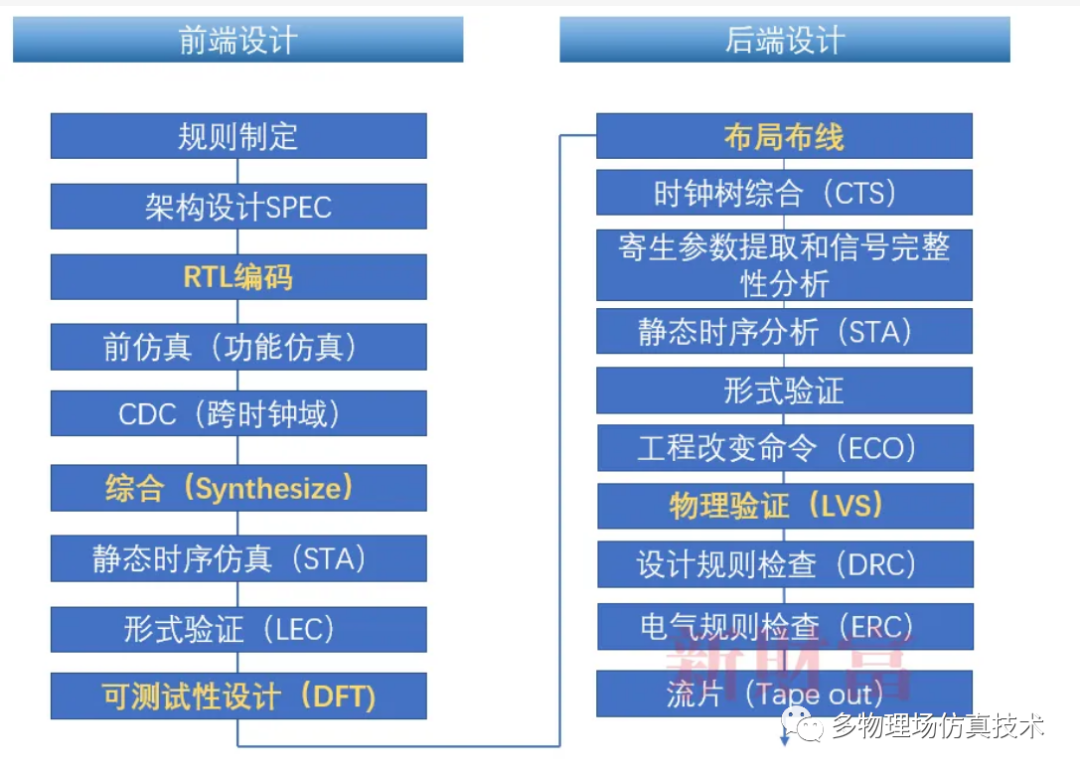 前端设计
规则制定
架构设计SPEC
RTL编码
前仿真（功能仿真）
CDC（跨时钟域）
综合（Synthesize）
静态时序仿真（STA）
形式验证（LEC）
可测试性设计（DFT)
后端设计
布局布线
时钟树综合（CTS）
寄生参数提取和信号完整
性分析
静态时序分析（STA）
形式验证
工程改变命令（ECO）
物理验证（LVS）
设计规则检查（DRC）
电气规则检查（ERC）
新财富
流片（Tape out）
多物理场仿真技术